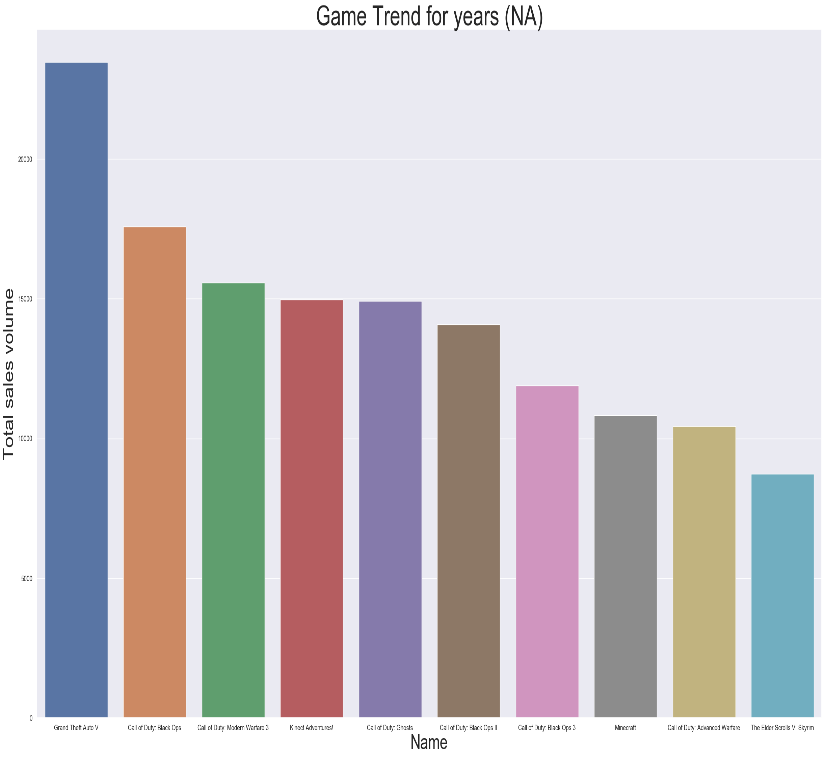 Game Trend for years (NA)
Total sales volume
20000
15000
10000
5000
0
Grand Theft Auto V
Call of Duty: Black Ops
Call of Duty: Modern Warfare 3
Kinect Adventures!
Call of Duty: Ghosts
Call of Duty: Black Ops II
Call of Duty: Black Ops 3
Minecraft
Call of Duty: Advanced Warfare
The Elder Scrolls V: Skyrim
Name